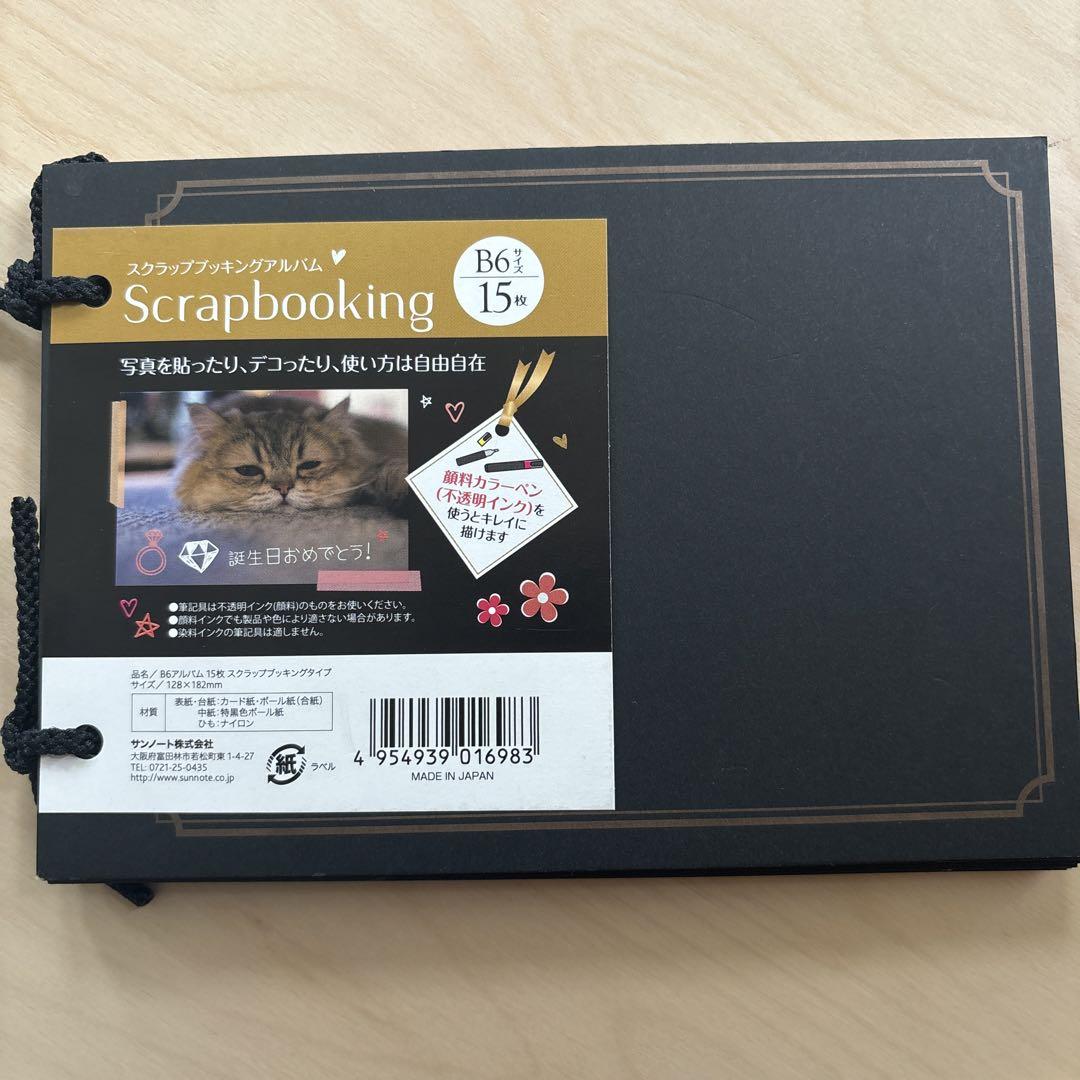 スクラップブッキングアルバム
Scrapbooking
B6サイズ
15枚
写真を貼ったり、デコったり、使い方は自由自在
顔料カラーペン
(不透明インク)を
使うとキレイに
描けます
誕生日おめでとう!
●筆記具は不透明インク(顔料)のものをお使いください。
●顔料インクでも製品や色により適さない場合があります。
●染料インクの筆記具は適しません。
品名/B6アルバム 15枚 スクラップブッキングタイプ
サイズ/128×182mm
材質
表紙・台紙:カード紙・ボール紙(合紙)
中紙:特黒色ボール紙
ひも:ナイロン
サンノート株式会社
大阪府富田林市若松町東1-4-27
TEL: 0721-25-0435
http://www.sunnote.co.jp
紙 ラベル
4 954939 016983
MADE IN JAPAN